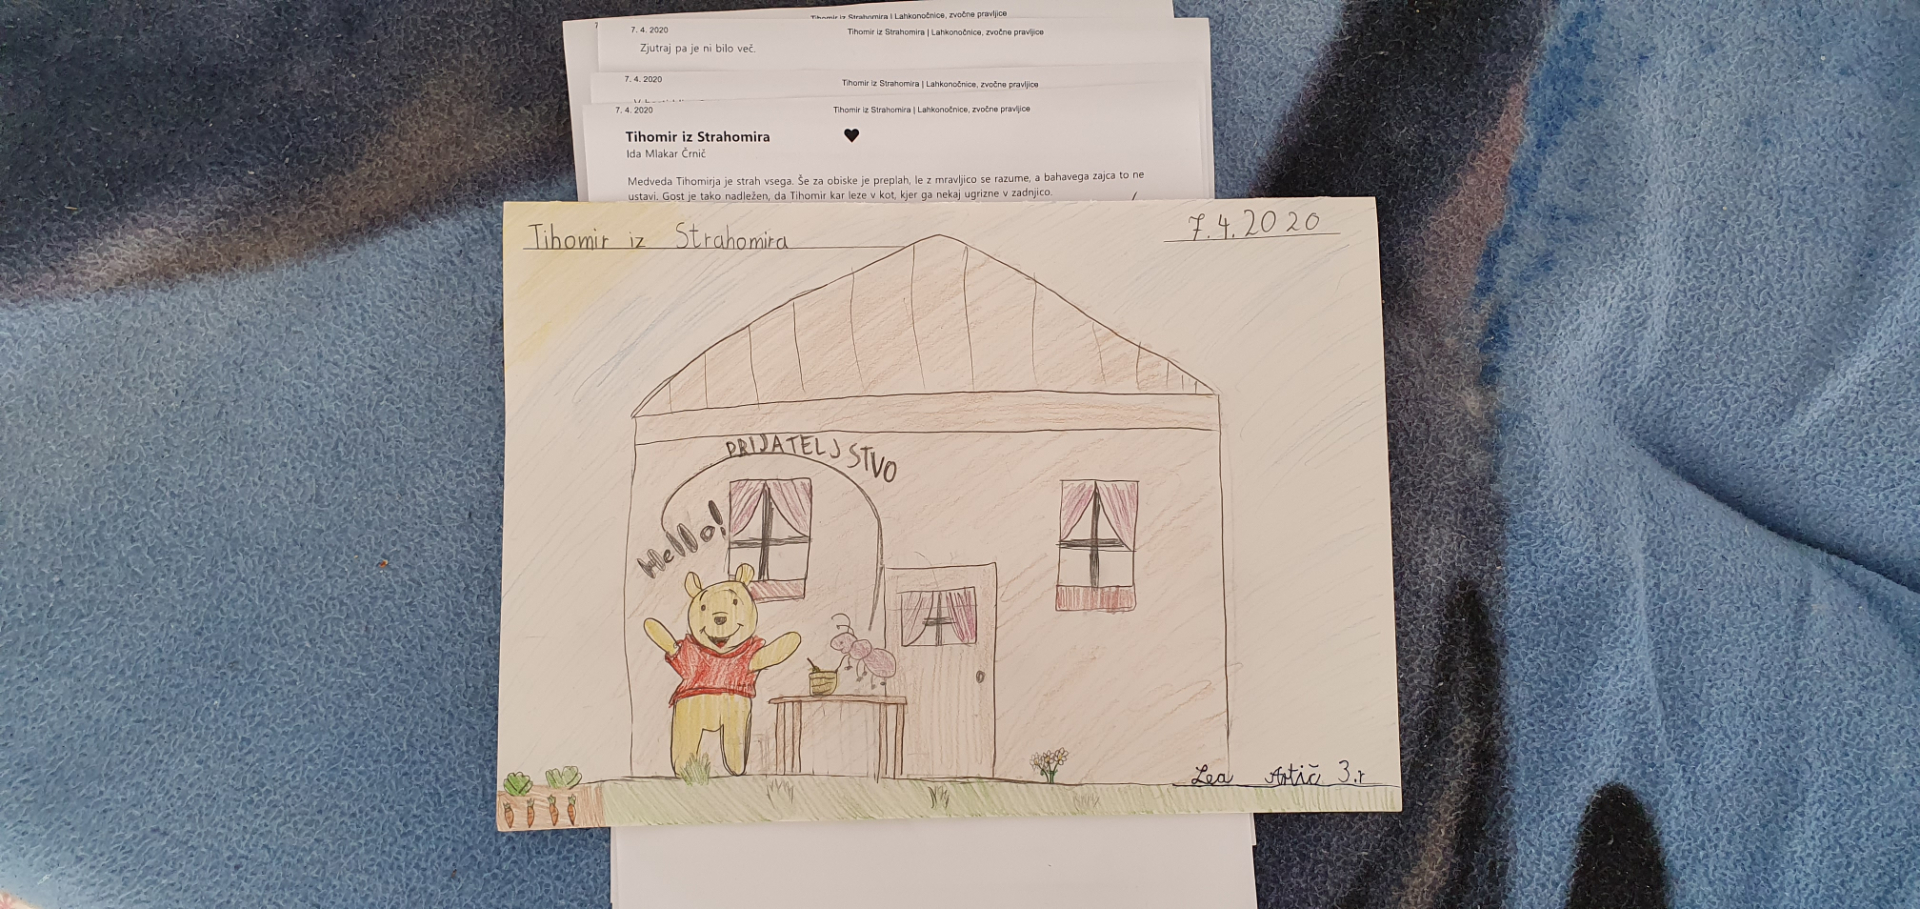 Tihomir iz Strahomira | Lahkonočnice, zvočne pravljice
7. 4. 2020 Tihomir iz Strahomira | Lahkonočnice, zvočne pravljice
Zjutraj pa je ni bilo več.
7. 4. 2020 Tihomir iz Strahomira | Lahkonočnice, zvočne pravljice
7. 4. 2020 Tihomir iz Strahomira | Lahkonočnice, zvočne pravljice
Tihomir iz Strahomira
Ida Mlakar Črnič
Medveda Tihomirja je strah vsega. Še za obiske je preplah, le z mravljico se razume, a bahavega zajca to ne
ustavi. Gost je tako nadležen, da Tihomir kar leze v kot, kjer ga nekaj ugrizne v zadnjico.
Tihomir iz Strahomira 7.4.2020
PRIJATELJSTVO
Hello!
Lea Artič 3.r